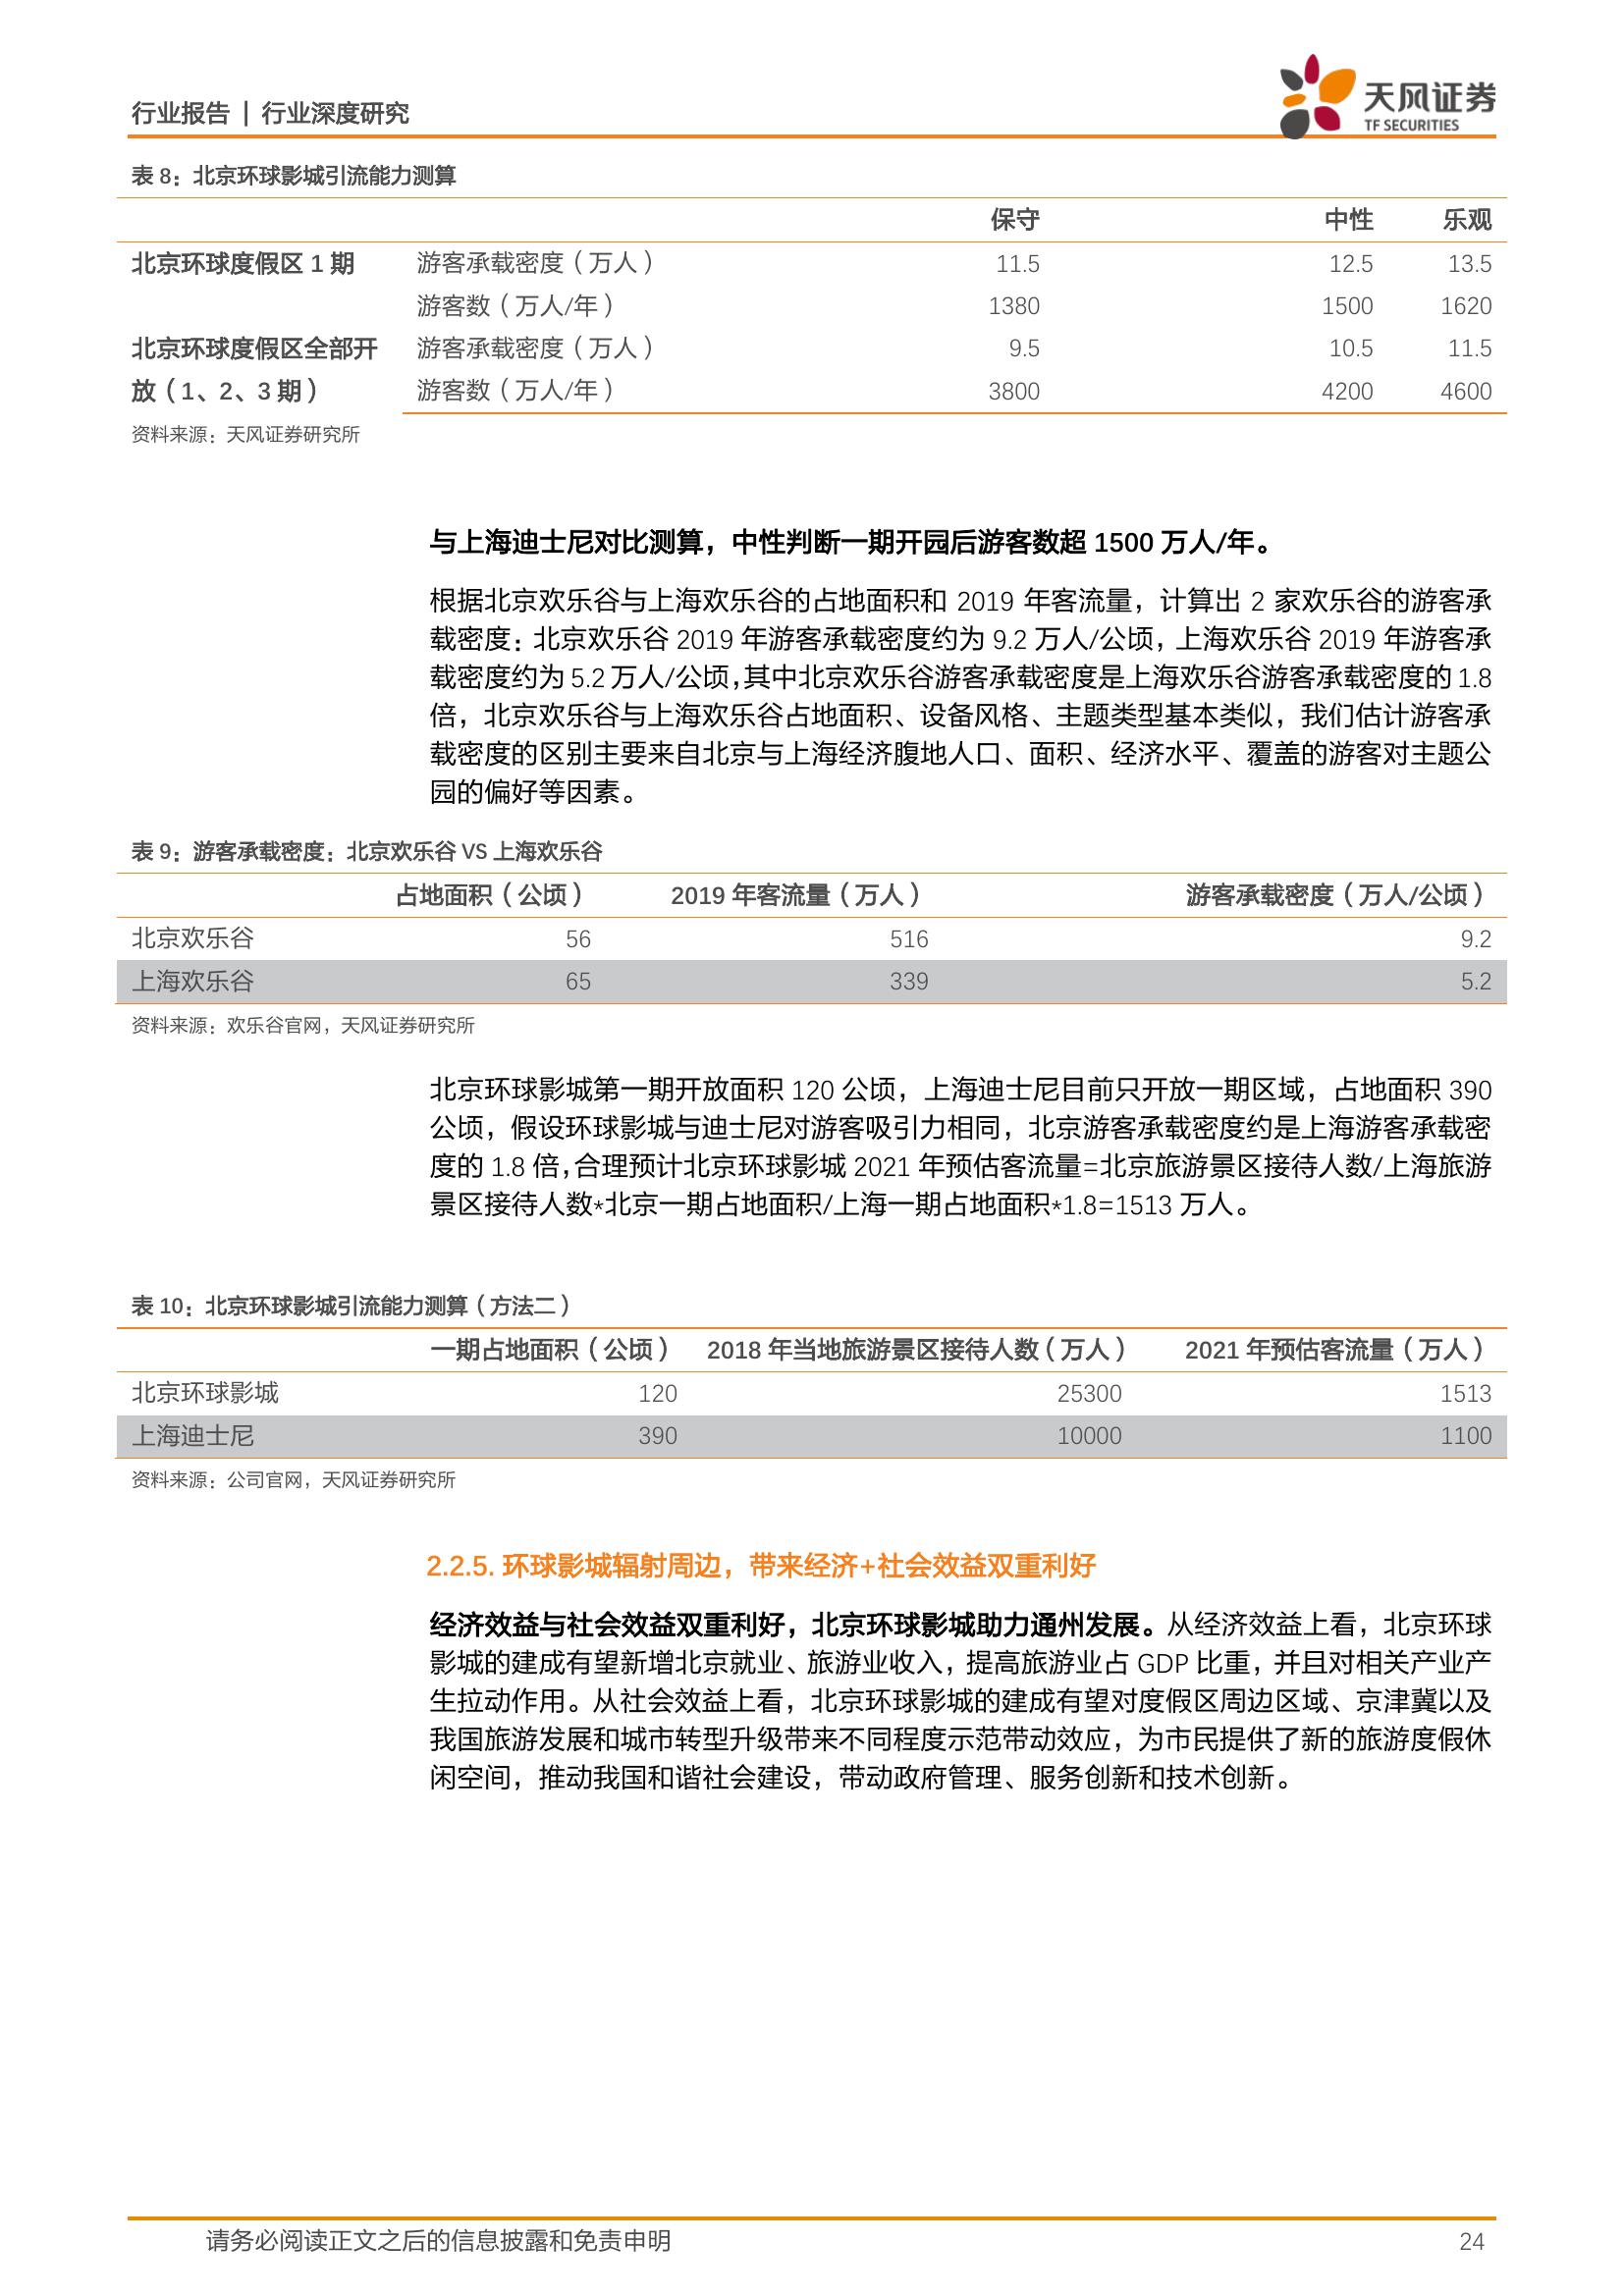 行业报告 | 行业深度研究
天风证券
TF SECURITIES
表 8：北京环球影城引流能力测算
保守 中性 乐观
北京环球度假区 1 期 游客承载密度（万人） 11.5 12.5 13.5
游客数（万人/年） 1380 1500 1620
北京环球度假区全部开 游客承载密度（万人） 9.5 10.5 11.5
放（1、2、3 期） 游客数（万人/年） 3800 4200 4600
资料来源：天风证券研究所
与上海迪士尼对比测算，中性判断一期开园后游客数超 1500 万人/年。
根据北京欢乐谷与上海欢乐谷的占地面积和 2019 年客流量，计算出 2 家欢乐谷的游客承
载密度：北京欢乐谷 2019 年游客承载密度约为 9.2 万人/公顷，上海欢乐谷 2019 年游客承
载密度约为 5.2 万人/公顷，其中北京欢乐谷游客承载密度是上海欢乐谷游客承载密度的 1.8
倍，北京欢乐谷与上海欢乐谷占地面积、设备风格、主题类型基本类似，我们估计游客承
载密度的区别主要来自北京与上海经济腹地人口、面积、经济水平、覆盖的游客对主题公
园的偏好等因素。
表 9：游客承载密度：北京欢乐谷 VS 上海欢乐谷
占地面积（公顷） 2019 年客流量（万人） 游客承载密度（万人/公顷）
北京欢乐谷 56 516 9.2
上海欢乐谷 65 339 5.2
资料来源：欢乐谷官网，天风证券研究所
北京环球影城第一期开放面积 120 公顷，上海迪士尼目前只开放一期区域，占地面积 390
公顷，假设环球影城与迪士尼对游客吸引力相同，北京游客承载密度约是上海游客承载密
度的 1.8 倍，合理预计北京环球影城 2021 年预估客流量=北京旅游景区接待人数/上海旅游
景区接待人数*北京一期占地面积/上海一期占地面积*1.8=1513 万人。
表 10：北京环球影城引流能力测算（方法二）
一期占地面积（公顷） 2018 年当地旅游景区接待人数（万人） 2021 年预估客流量（万人）
北京环球影城 120 25300 1513
上海迪士尼 390 10000 1100
资料来源：公司官网，天风证券研究所
2.2.5. 环球影城辐射周边，带来经济+社会效益双重利好
经济效益与社会效益双重利好，北京环球影城助力通州发展。从经济效益上看，北京环球
影城的建成有望新增北京就业、旅游业收入，提高旅游业占 GDP 比重，并且对相关产业产
生拉动作用。从社会效益上看，北京环球影城的建成有望对度假区周边区域、京津冀以及
我国旅游发展和城市转型升级带来不同程度示范带动效应，为市民提供了新的旅游度假休
闲空间，推动我国和谐社会建设，带动政府管理、服务创新和技术创新。
请务必阅读正文之后的信息披露和免责申明 24